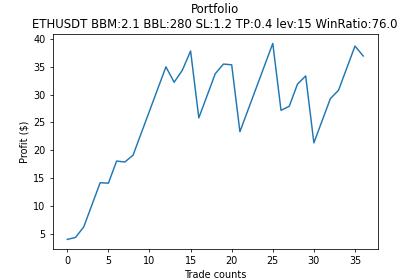 Portfolio
ETHUSDT BBM:2.1 BBL:280 SL:1.2 TP:0.4 lev:15 WinRatio:76.0
40
35
30
25
20
15
10
5
Profit ($)
0 5 10 15 20 25 30 35
Trade counts